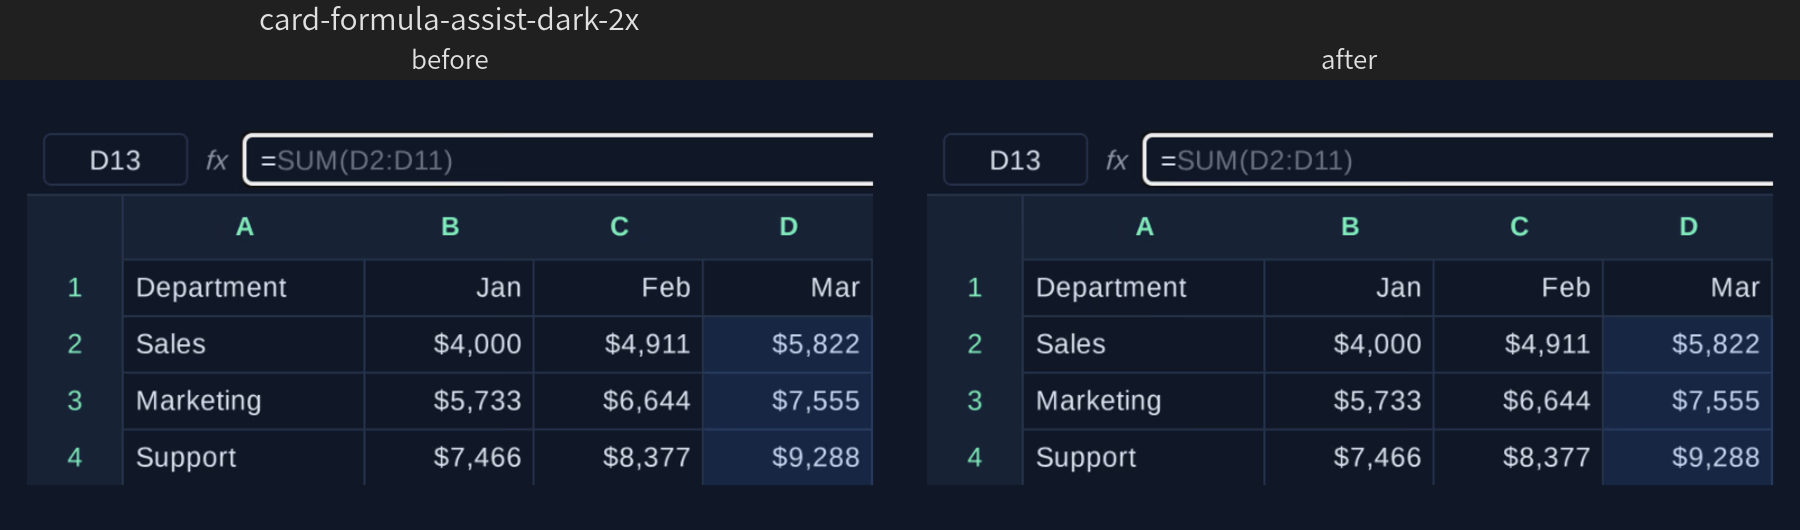 card-formula-assist-dark-2x
before after
D13 fx =SUM(D2:D11) D13 fx =SUM(D2:D11)
A B C D A B C D
1 Department Jan Feb Mar 1 Department Jan Feb Mar
2 Sales $4,000 $4,911 $5,822 2 Sales $4,000 $4,911 $5,822
3 Marketing $5,733 $6,644 $7,555 3 Marketing $5,733 $6,644 $7,555
4 Support $7,466 $8,377 $9,288 4 Support $7,466 $8,377 $9,288